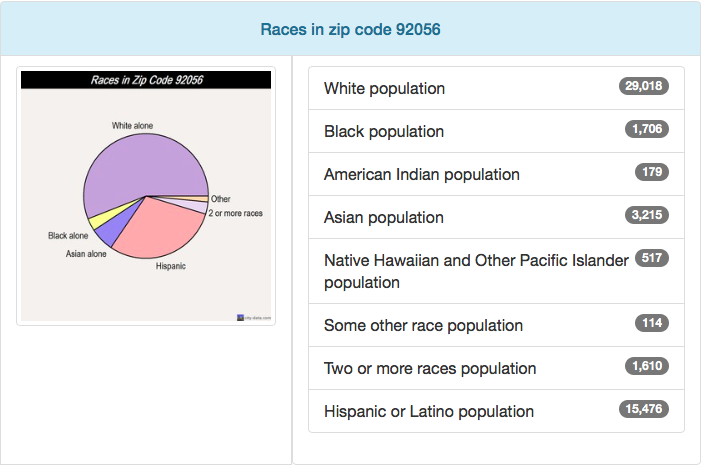 Races in zip code 92056
Races in Zip Code 92056
White alone
Other
2 or more races
Black alone
Asian alone
Hispanic
White population 29,018
Black population 1,706
American Indian population 179
Asian population 3,215
Native Hawaiian and Other Pacific Islander 517
population
Some other race population 114
Two or more races population 1,610
Hispanic or Latino population 15,476